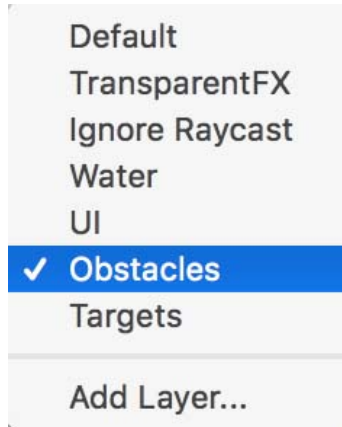 Default
TransparentFX
Ignore Raycast
Water
UI
Obstacles
Targets
Add Layer...